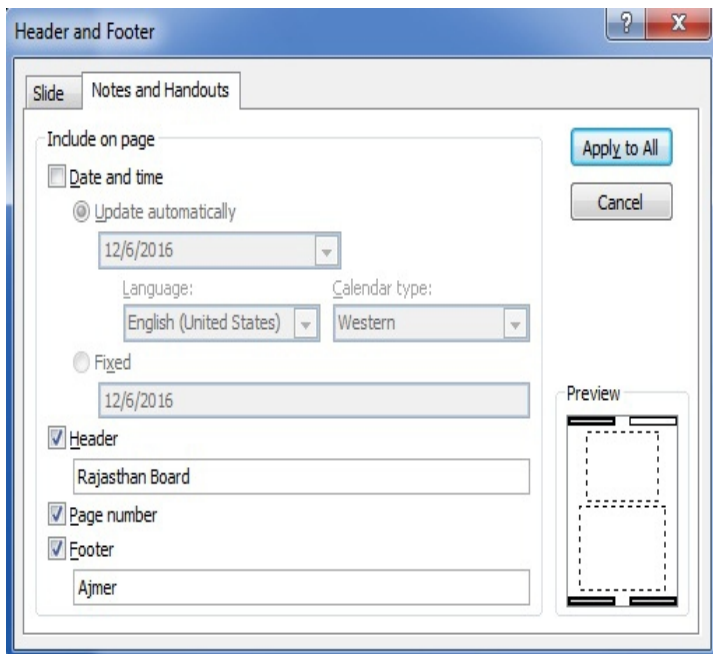 Header and Footer
Slide
Notes and Handouts
Include on page
Date and time
Update automatically
12/6/2016
Language:
Calendar type:
English (United States)
Western
Fixed
12/6/2016
Header
Rajasthan Board
Page number
Footer
Ajmer
Apply to All
Cancel
Preview